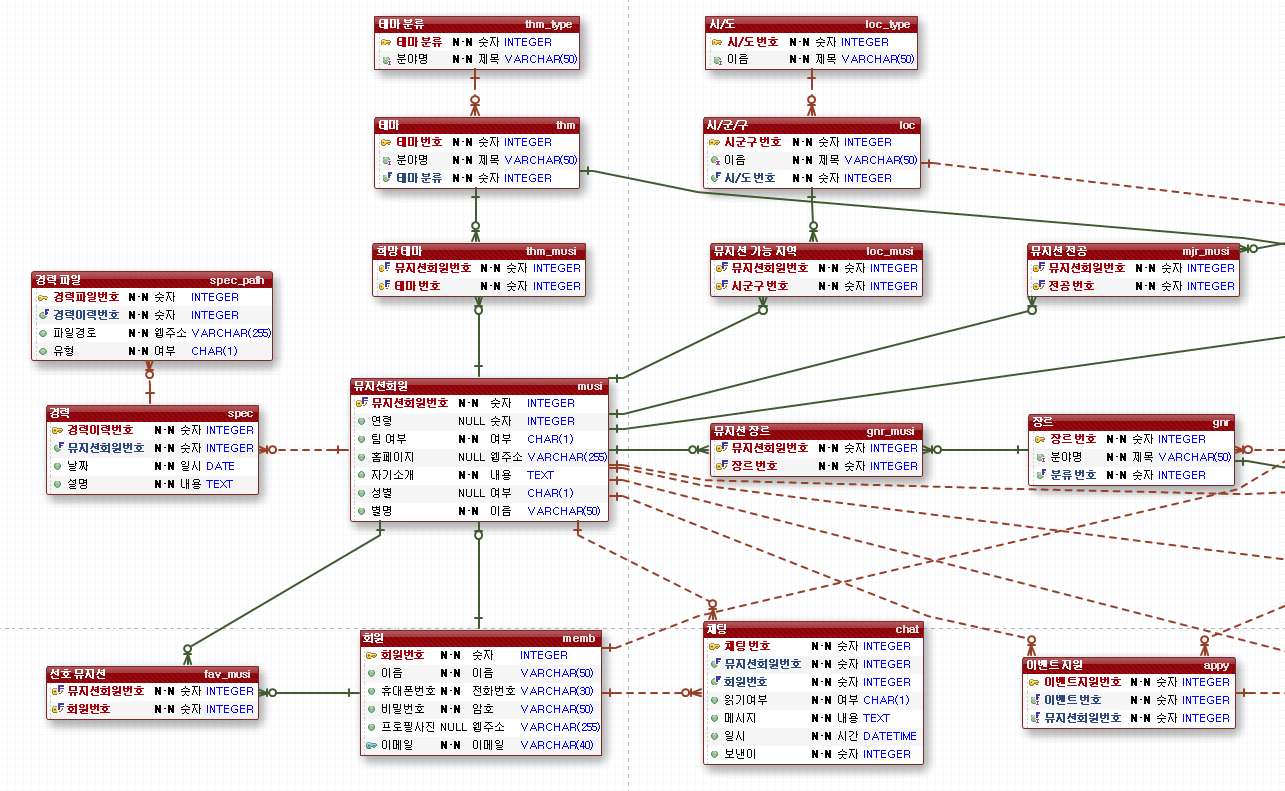 테마 분류 thm_type
테마 분류 N-N 숫자 INTEGER
분야명 N-N 제목 VARCHAR(50)
시/도 loc_type
시/도 번호 N-N 숫자 INTEGER
이름 N-N 제목 VARCHAR(50)
테마 thm
테마 번호 N-N 숫자 INTEGER
분야명 N-N 제목 VARCHAR(50)
테마 분류 N-N 숫자 INTEGER
시/군/구 loc
시군구 번호 N-N 숫자 INTEGER
이름 N-N 제목 VARCHAR(50)
시/도 번호 N-N 숫자 INTEGER
희망 테마 thm_musi
뮤지션회원번호 N-N 숫자 INTEGER
테마 번호 N-N 숫자 INTEGER
뮤지션 가능 지역 loc_musi
뮤지션회원번호 N-N 숫자 INTEGER
시군구 번호 N-N 숫자 INTEGER
뮤지션 전공 mjr_musi
뮤지션회원번호 N-N 숫자 INTEGER
전공 번호 N-N 숫자 INTEGER
경력 파일 spec_path
경력파일번호 N-N 숫자 INTEGER
경력이력번호 N-N 숫자 INTEGER
파일경로 N-N 웹주소 VARCHAR(255)
유형 N-N 여부 CHAR(1)
경력 spec
경력이력번호 N-N 숫자 INTEGER
뮤지션회원번호 N-N 숫자 INTEGER
날짜 N-N 일시 DATE
설명 N-N 내용 TEXT
뮤지션회원 musi
뮤지션회원번호 N-N 숫자 INTEGER
연령 NULL 숫자 INTEGER
팀 여부 N-N 여부 CHAR(1)
홈페이지 NULL 웹주소 VARCHAR(255)
자기소개 N-N 내용 TEXT
성별 NULL 여부 CHAR(1)
별명 N-N 이름 VARCHAR(50)
뮤지션 장르 gnr_musi
뮤지션회원번호 N-N 숫자 INTEGER
장르 번호 N-N 숫자 INTEGER
장르 gnr
장르 번호 N-N 숫자 INTEGER
분야명 N-N 제목 VARCHAR(50)
분류 번호 N-N 숫자 INTEGER
선호 뮤지션 fav_musi
뮤지션회원번호 N-N 숫자 INTEGER
회원번호 N-N 숫자 INTEGER
회원 memb
회원번호 N-N 숫자 INTEGER
이름 N-N 이름 VARCHAR(50)
휴대폰번호 N-N 전화번호 VARCHAR(30)
비밀번호 N-N 암호 VARCHAR(50)
프로필사진 NULL 웹주소 VARCHAR(255)
이메일 N-N 이메일 VARCHAR(40)
채팅 chat
채팅 번호 N-N 숫자 INTEGER
뮤지션회원번호 N-N 숫자 INTEGER
회원번호 N-N 숫자 INTEGER
읽기여부 N-N 여부 CHAR(1)
메시지 N-N 내용 TEXT
일시 N-N 시간 DATETIME
보낸이 N-N 숫자 INTEGER
이벤트 지원 appy
이벤트지원번호 N-N 숫자 INTEGER
이벤트 번호 N-N 숫자 INTEGER
뮤지션회원번호 N-N 숫자 INTEGER